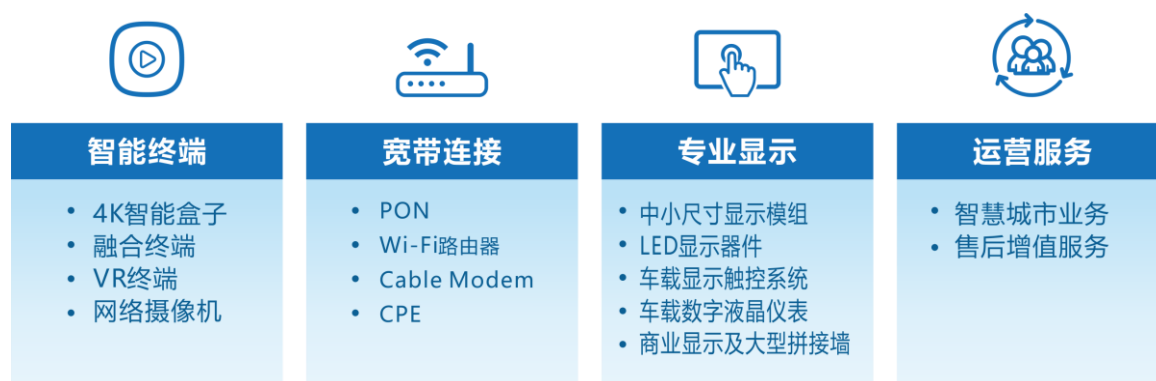 智能终端
• 4K智能盒子
• 融合终端
• VR终端
• 网络摄像机
宽带连接
• PON
• Wi-Fi路由器
• Cable Modem
• CPE
专业显示
• 中小尺寸显示模组
• LED显示器件
• 车载显示触控系统
• 车载数字液晶仪表
• 商业显示及大型拼接墙
运营服务
• 智慧城市业务
• 售后增值服务